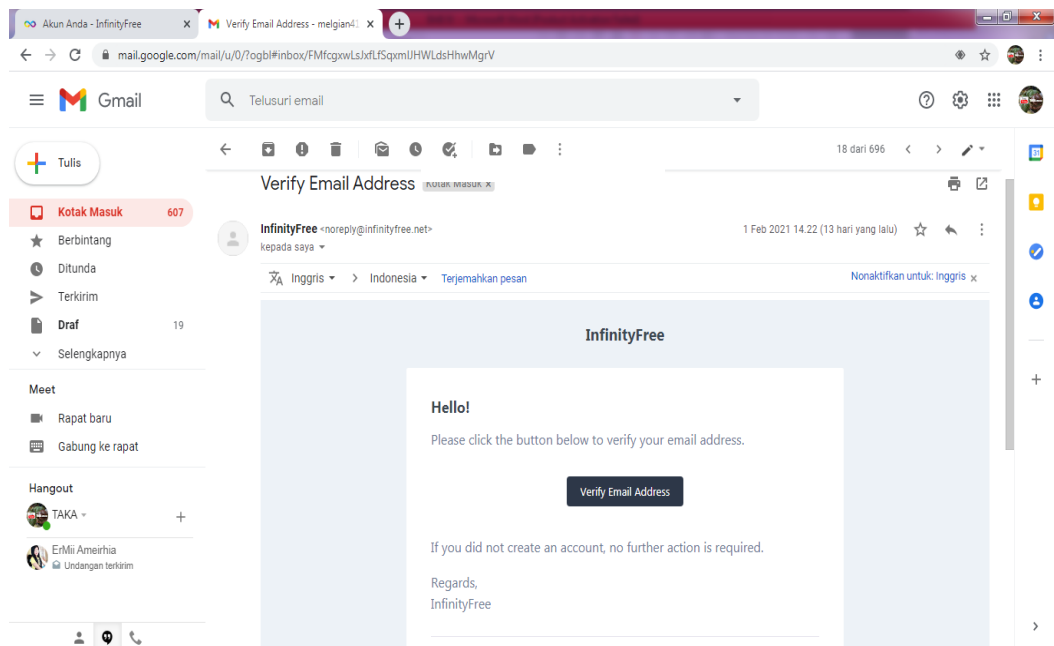 Akun Anda - InfinityFree
Verify Email Address - melgian41
mail.google.com/mail/u/0/?ogbl#inbox/FMfcgxwLsJxfLfSqxmlJHWLdsHhwMgrV
Gmail
Telusuri email
Tulis
18 dari 696
Kotak Masuk 607
Berbintang
Ditunda
Terkirim
Draf 19
Selengkapnya
Meet
Rapat baru
Gabung ke rapat
Hangout
TAKA
ErMii Ameirhia
Undangan terkirim
Verify Email Address Kotak Masuk x
InfinityFree <noreply@infinityfree.net> 1 Feb 2021 14.22 (13 hari yang lalu)
kepada saya
Inggris > Indonesia Terjemahkan pesan Nonaktifkan untuk: Inggris x
InfinityFree
Hello!
Please click the button below to verify your email address.
Verify Email Address
If you did not create an account, no further action is required.
Regards,
InfinityFree